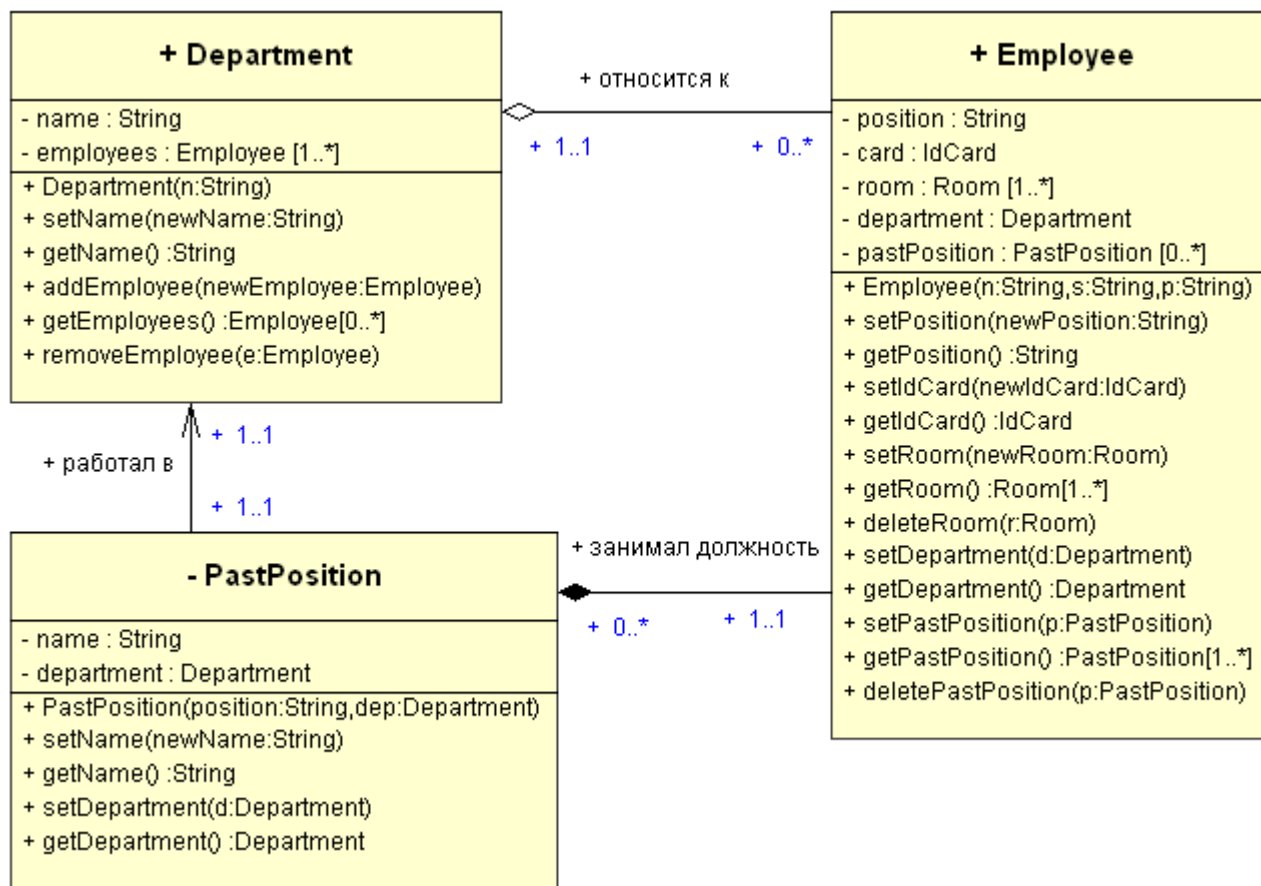 + Department
- name : String
- employees : Employee [1..*]
+ Department(n:String)
+ setName(newName:String)
+ getName() :String
+ addEmployee(newEmployee:Employee)
+ getEmployees() :Employee[0..*]
+ removeEmployee(e:Employee)
+ относится к
+ 1..1
+ 0..*
+ Employee
- position : String
- card : IdCard
- room : Room [1..*]
- department : Department
- pastPosition : PastPosition [0..*]
+ Employee(n:String,s:String,p:String)
+ setPosition(newPosition:String)
+ getPosition() :String
+ setIdCard(newIdCard:IdCard)
+ getIdCard() :IdCard
+ setRoom(newRoom:Room)
+ getRoom() :Room[1..*]
+ deleteRoom(r:Room)
+ setDepartment(d:Department)
+ getDepartment() :Department
+ setPastPosition(p:PastPosition)
+ getPastPosition() :PastPosition[1..*]
+ deletePastPosition(p:PastPosition)
+ 1..1
+ работал в
+ 1..1
- PastPosition
- name : String
- department : Department
+ PastPosition(position:String,dep:Department)
+ setName(newName:String)
+ getName() :String
+ setDepartment(d:Department)
+ getDepartment() :Department
+ занимал должность
+ 0..*
+ 1..1